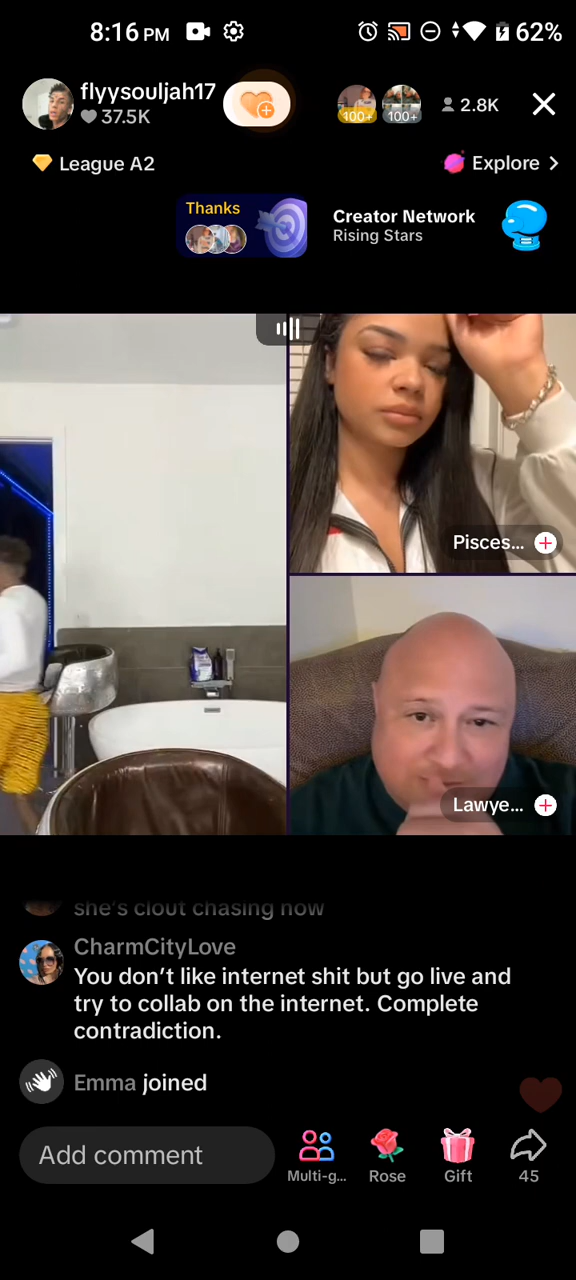 8:16 PM
62%
flyysouljah17
37.5K
100+
100+
2.8K
League A2
Explore >
Thanks
Creator Network
Rising Stars
Pisces...
Lawye...
she's clout chasing now
CharmCityLove
You don't like internet shit but go live and
try to collab on the internet. Complete
contradiction.
Emma joined
Add comment
Multi-g...
Rose
Gift
45